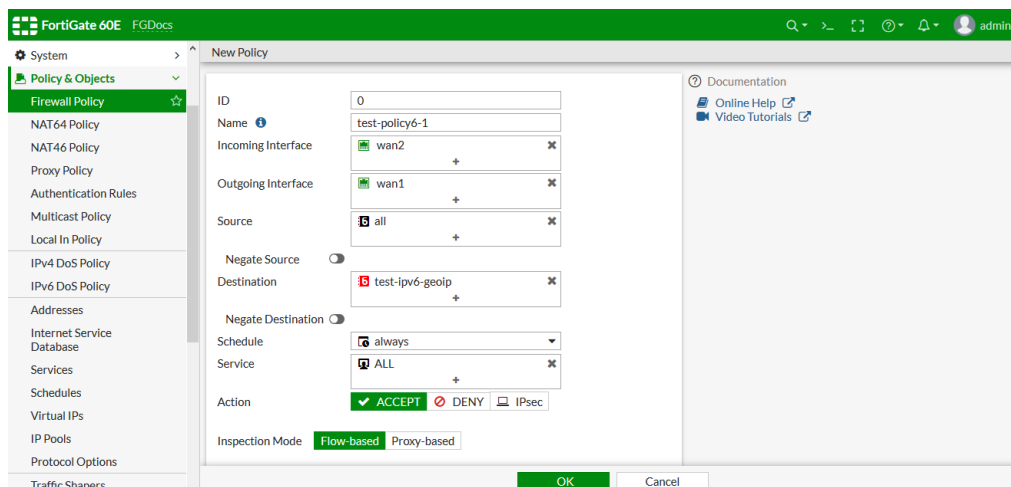 FortiGate 60E FGDocs
admin
System
Policy & Objects
Firewall Policy
NAT64 Policy
NAT46 Policy
Proxy Policy
Authentication Rules
Multicast Policy
Local In Policy
IPv4 DoS Policy
IPv6 DoS Policy
Addresses
Internet Service
Database
Services
Schedules
Virtual IPs
IP Pools
Protocol Options
Traffic Shapers
New Policy
ID 0
Name test-policy6-1
Incoming Interface wan2
+
Outgoing Interface wan1
+
Source 6 all
+
Negate Source
Destination 6 test-ipv6-geoip
+
Negate Destination
Schedule always
Service ALL
+
Action ACCEPT DENY IPsec
Inspection Mode Flow-based Proxy-based
OK Cancel
Documentation
Online Help
Video Tutorials